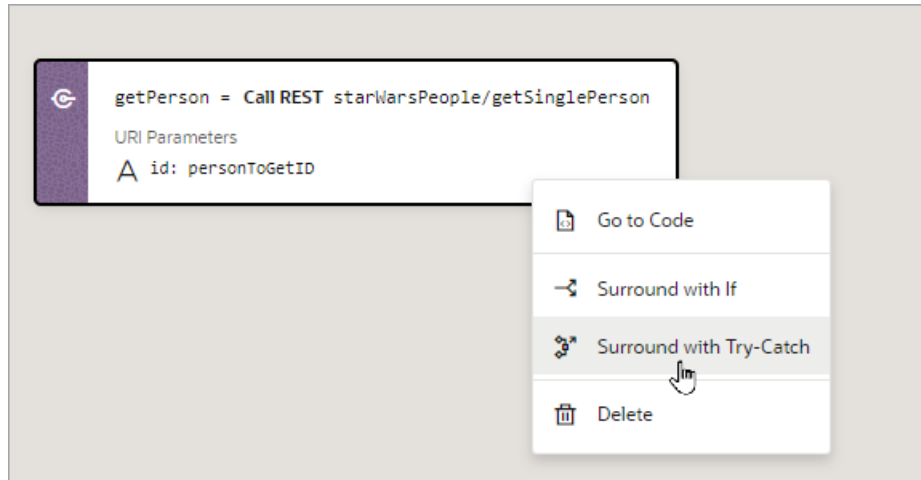 getPerson = Call REST starWarsPeople/getSinglePerson
URI Parameters
A id: personToGetID
Go to Code
Surround with If
Surround with Try-Catch
Delete